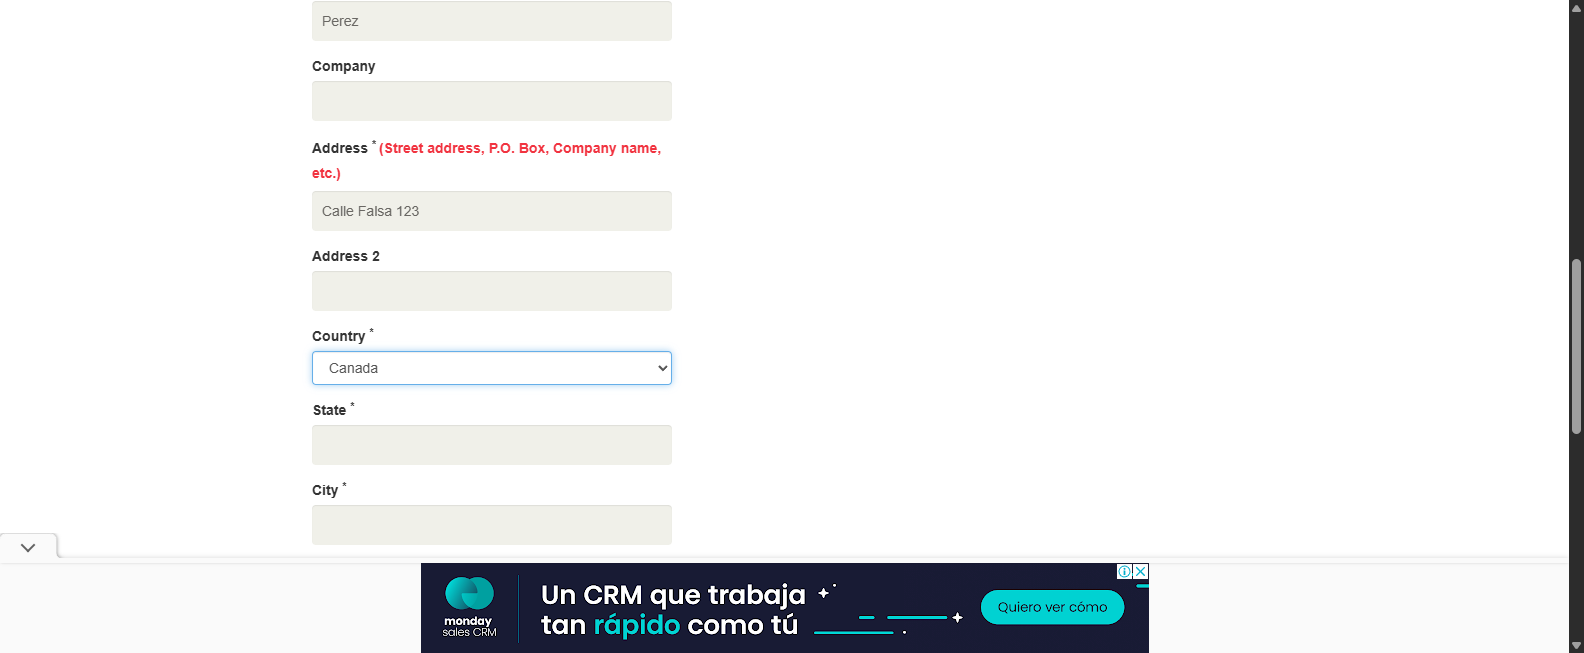 Perez
Company
Address * (Street address, P.O. Box, Company name,
etc.)
Calle Falsa 123
Address 2
Country *
Canada
State *
City *
monday
sales CRM
Un CRM que trabaja
tan rápido como tú
Quiero ver cómo